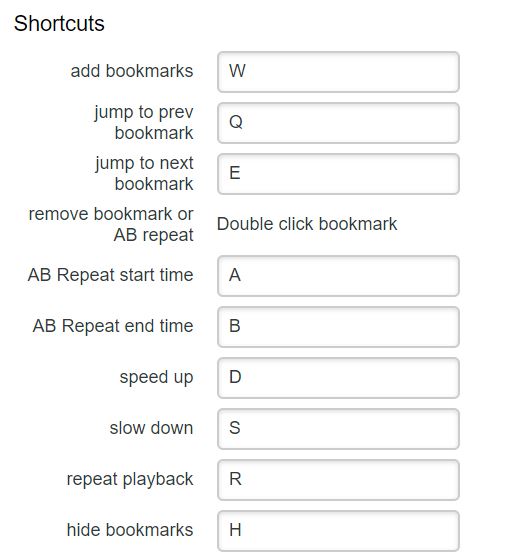 Shortcuts
add bookmarks W
jump to prev
bookmark Q
jump to next
bookmark E
remove bookmark or
AB repeat Double click bookmark
AB Repeat start time A
AB Repeat end time B
speed up D
slow down S
repeat playback R
hide bookmarks H